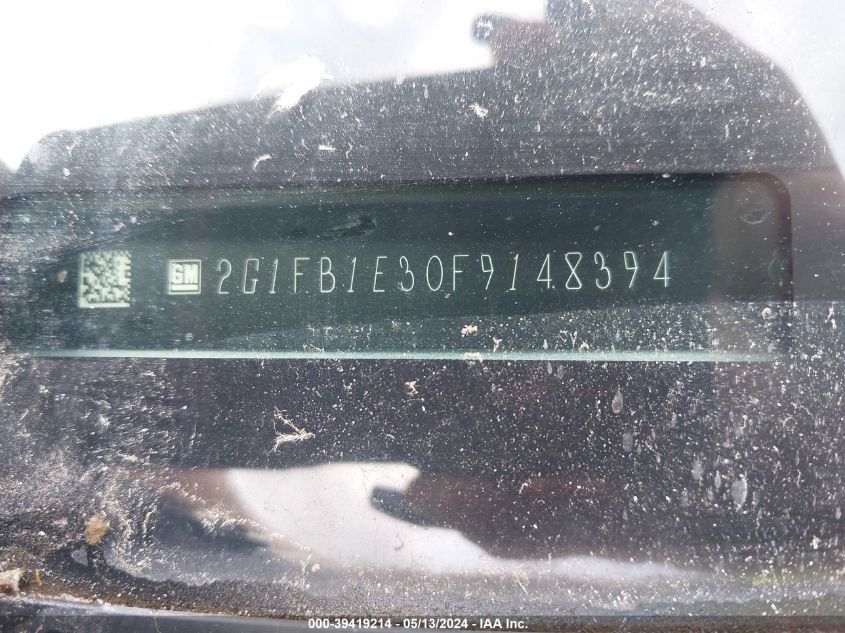 GM 2G1FB1E30F9148394
000-39419214 - 05/13/2024 - IAA Inc.